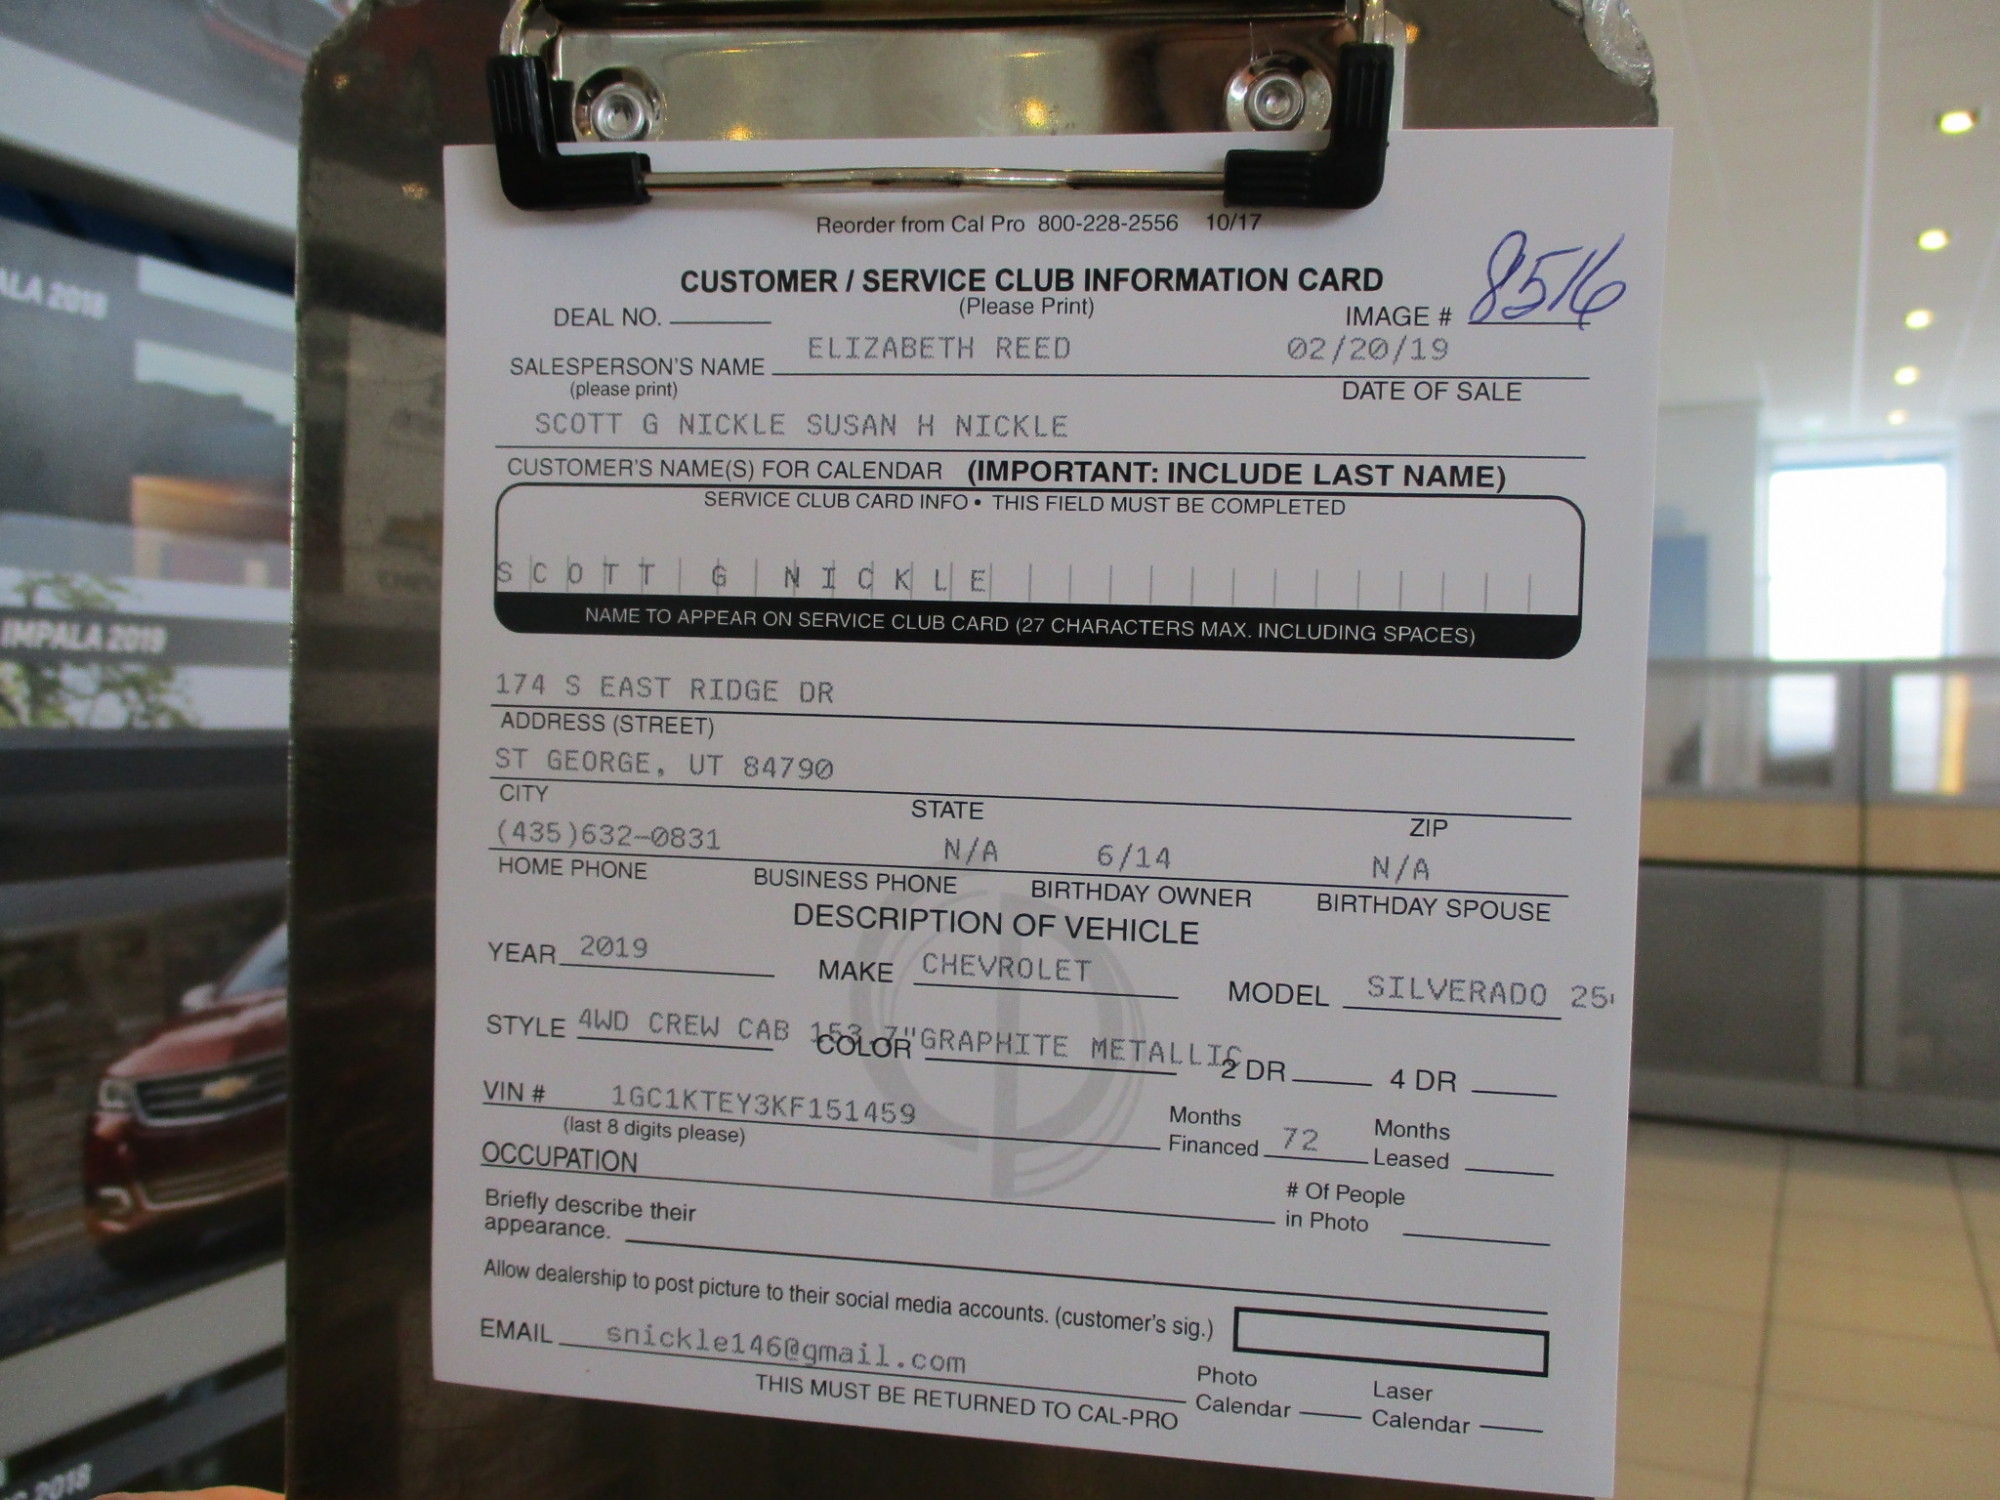 Reorder from Cal Pro 800-228-2556 10/17
CUSTOMER / SERVICE CLUB INFORMATION CARD
(Please Print)
DEAL NO. IMAGE # 8516
SALESPERSON'S NAME ELIZABETH REED 02/20/19
(please print) DATE OF SALE
SCOTT G NICKLE SUSAN H NICKLE
CUSTOMER'S NAME(S) FOR CALENDAR (IMPORTANT: INCLUDE LAST NAME)
SERVICE CLUB CARD INFO • THIS FIELD MUST BE COMPLETED
SCOTT G NICKLE
NAME TO APPEAR ON SERVICE CLUB CARD (27 CHARACTERS MAX. INCLUDING SPACES)
174 S EAST RIDGE DR
ADDRESS (STREET)
ST GEORGE, UT 84790
CITY STATE ZIP
(435)632-0831 N/A 6/14 N/A
HOME PHONE BUSINESS PHONE BIRTHDAY OWNER BIRTHDAY SPOUSE
DESCRIPTION OF VEHICLE
YEAR 2019 MAKE CHEVROLET MODEL SILVERADO
STYLE 4WD CREW CAB 153.7" COLOR GRAPHITE METALLIC 2 DR 4 DR
VIN # 1GC1KTEY3KF151459
(last 8 digits please)
Months Financed 72 Months Leased
OCCUPATION
# Of People in Photo
Briefly describe their
appearance.
Allow dealership to post picture to their social media accounts. (customer's sig.)
EMAIL snickle146@gmail.com
THIS MUST BE RETURNED TO CAL-PRO
Photo Calendar Laser Calendar
ALA 2018
IMPALA 2019
2018